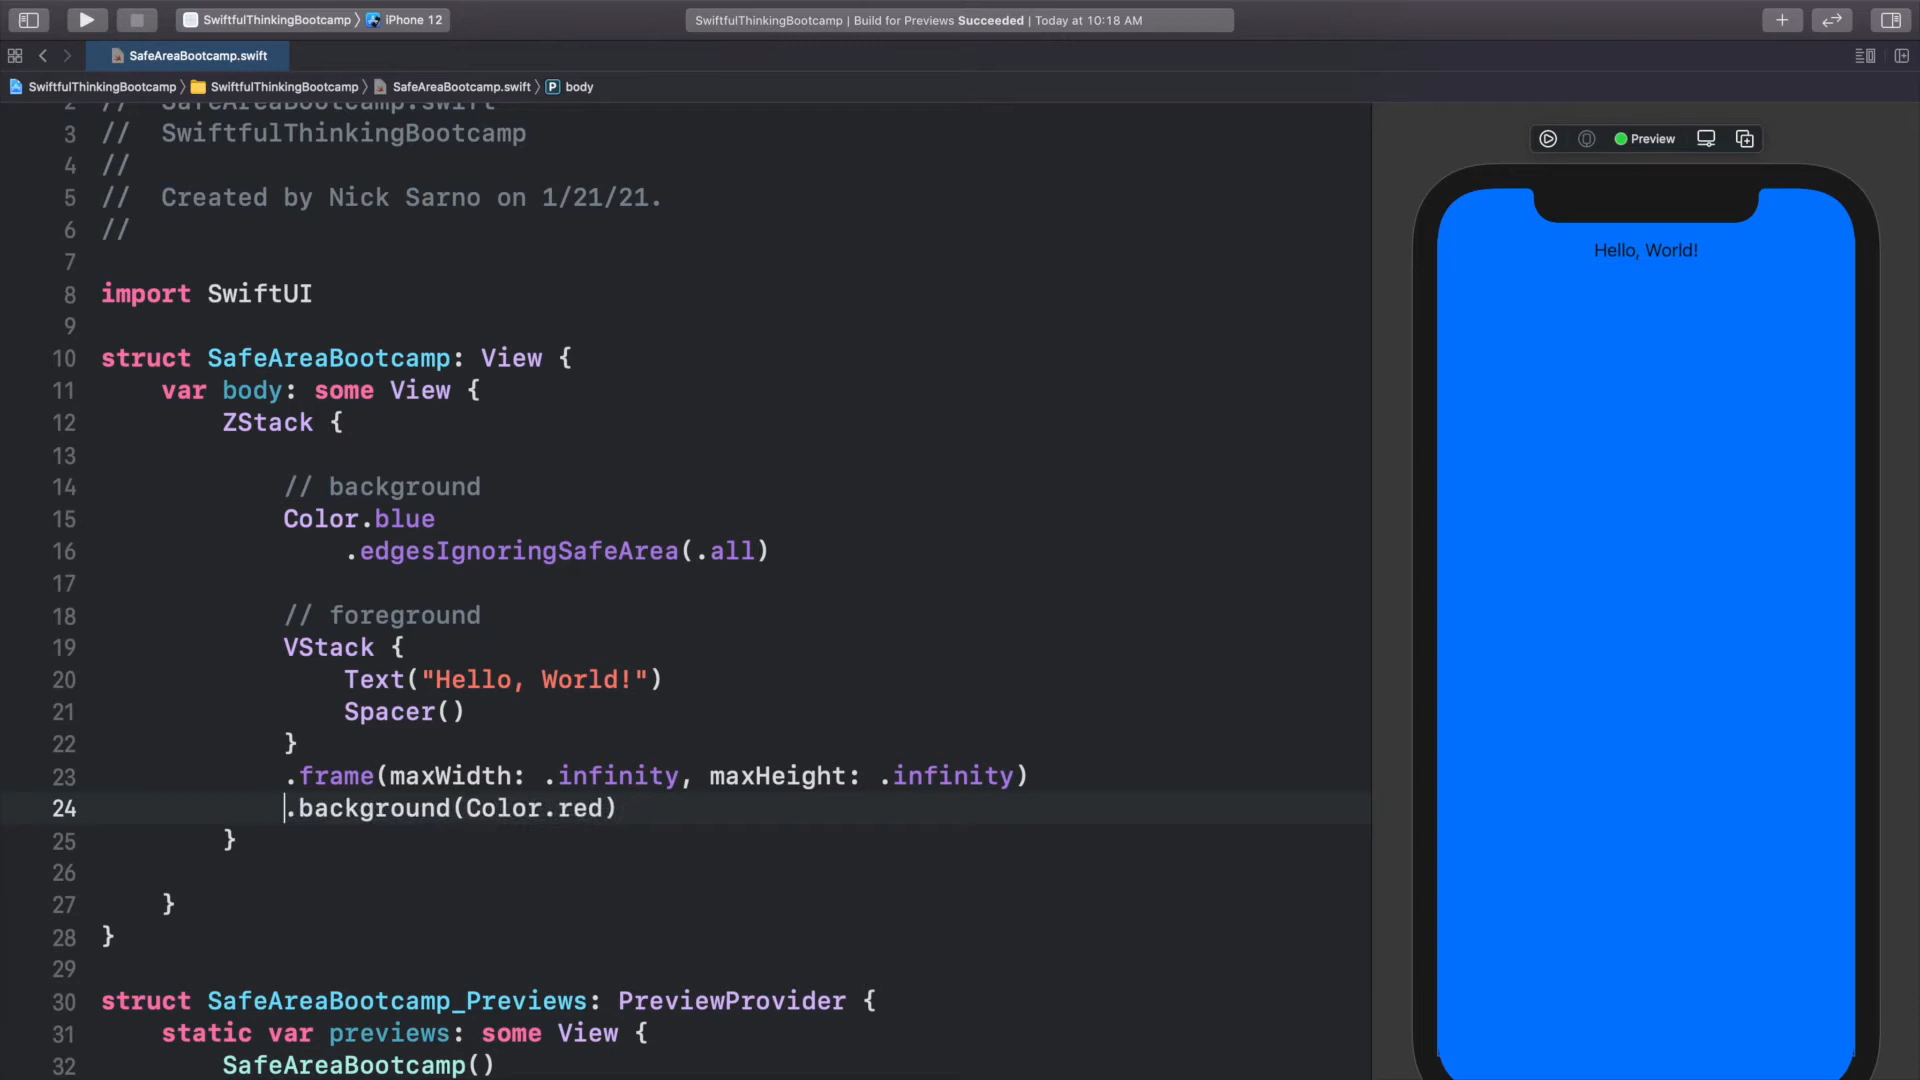 SwiftfulThinkingBootcamp 〉 iPhone 12
SwiftfulThinkingBootcamp | Build for Previews Succeeded | Today at 10:18 AM
SafeAreaBootcamp.swift
SwiftfulThinkingBootcamp 〉 SwiftfulThinkingBootcamp 〉 SafeAreaBootcamp.swift 〉 P body
2 // SafeAreaBootcamp.swift
3 // SwiftfulThinkingBootcamp
4 //
5 // Created by Nick Sarno on 1/21/21.
6 //
7
8 import SwiftUI
9
10 struct SafeAreaBootcamp: View {
11 var body: some View {
12 ZStack {
13
14 // background
15 Color.blue
16 .edgesIgnoringSafeArea(.all)
17
18 // foreground
19 VStack {
20 Text("Hello, World!")
21 Spacer()
22 }
23 .frame(maxWidth: .infinity, maxHeight: .infinity)
24 .background(Color.red)
25 }
26
27 }
28 }
29
30 struct SafeAreaBootcamp_Previews: PreviewProvider {
31 static var previews: some View {
32 SafeAreaBootcamp()
Preview
Hello, World!